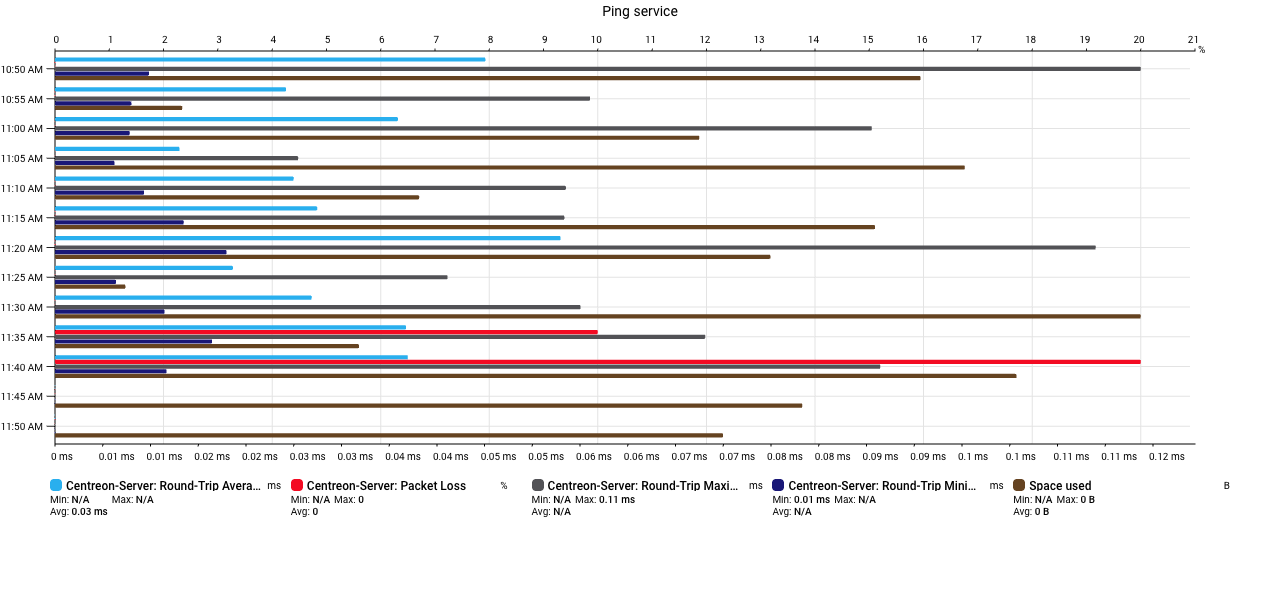 Ping service
0 1 2 3 4 5 6 7 8 9 10 11 12 13 14 15 16 17 18 19 20 21
%
10:50 AM
10:55 AM
11:00 AM
11:05 AM
11:10 AM
11:15 AM
11:20 AM
11:25 AM
11:30 AM
11:35 AM
11:40 AM
11:45 AM
11:50 AM
0 ms 0.01 ms 0.01 ms 0.02 ms 0.02 ms 0.03 ms 0.03 ms 0.04 ms 0.04 ms 0.05 ms 0.05 ms 0.06 ms 0.06 ms 0.07 ms 0.07 ms 0.08 ms 0.08 ms 0.09 ms 0.09 ms 0.1 ms 0.1 ms 0.11 ms 0.11 ms 0.12 ms
Centreon-Server: Round-Trip Avera... ms Centreon-Server: Packet Loss % Centreon-Server: Round-Trip Maxi... ms Centreon-Server: Round-Trip Mini... ms Space used B
Min: N/A Max: N/A Min: N/A Max: 0 Min: N/A Max: 0.11 ms Min: 0.01 ms Max: N/A Min: N/A Max: 0 B
Avg: 0.03 ms Avg: 0 Avg: N/A Avg: N/A Avg: 0 B